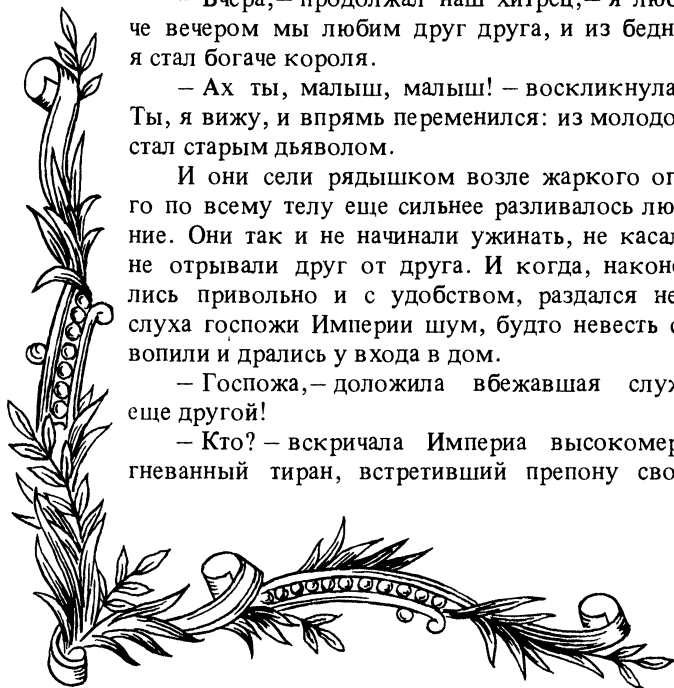 – Вчера,– продолжал наш хитрец,– я люб
че вечером мы любим друг друга, и из бедн
я стал богаче короля.
– Ах ты, малыш, малыш! – воскликнула
Ты, я вижу, и впрямь переменился: из молодо
стал старым дьяволом.
И они сели рядышком возле жаркого ог
го по всему телу еще сильнее разливалось лю
ние. Они так и не начинали ужинать, не касал
не отрывали друг от друга. И когда, наконе
лись привольно и с удобством, раздался не
слуха госпожи Империи шум, будто невесть с
вопили и дрались у входа в дом.
– Госпожа,– доложила вбежавшая служ
еще другой!
– Кто? – вскричала Империа высокомер
гневанный тиран, встретивший препону сво